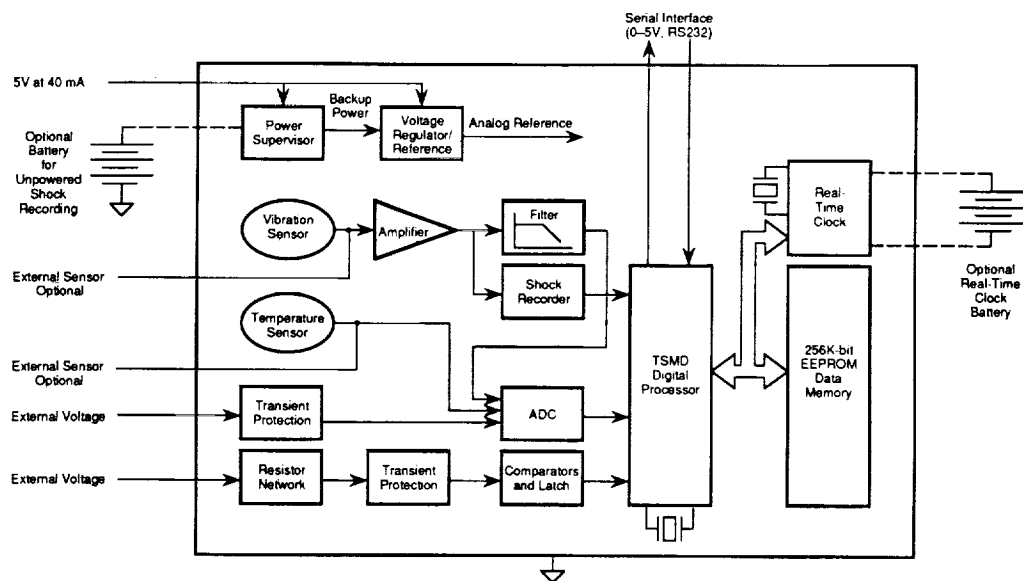 Serial Interface
(0–5V, RS232)
5V at 40 mA
Optional
Battery
for
Unpowered
Shock
Recording
Power
Supervisor
Backup
Power
Voltage
Regulator/
Reference
Analog Reference
Real-
Time
Clock
Optional
Real-Time
Clock
Battery
Vibration
Sensor
Amplifier
Filter
Shock
Recorder
External Sensor
Optional
Temperature
Sensor
External Sensor
Optional
TSMD
Digital
Processor
256K-bit
EEPROM
Data
Memory
External Voltage
Transient
Protection
ADC
External Voltage
Resistor
Network
Transient
Protection
Comparators
and Latch